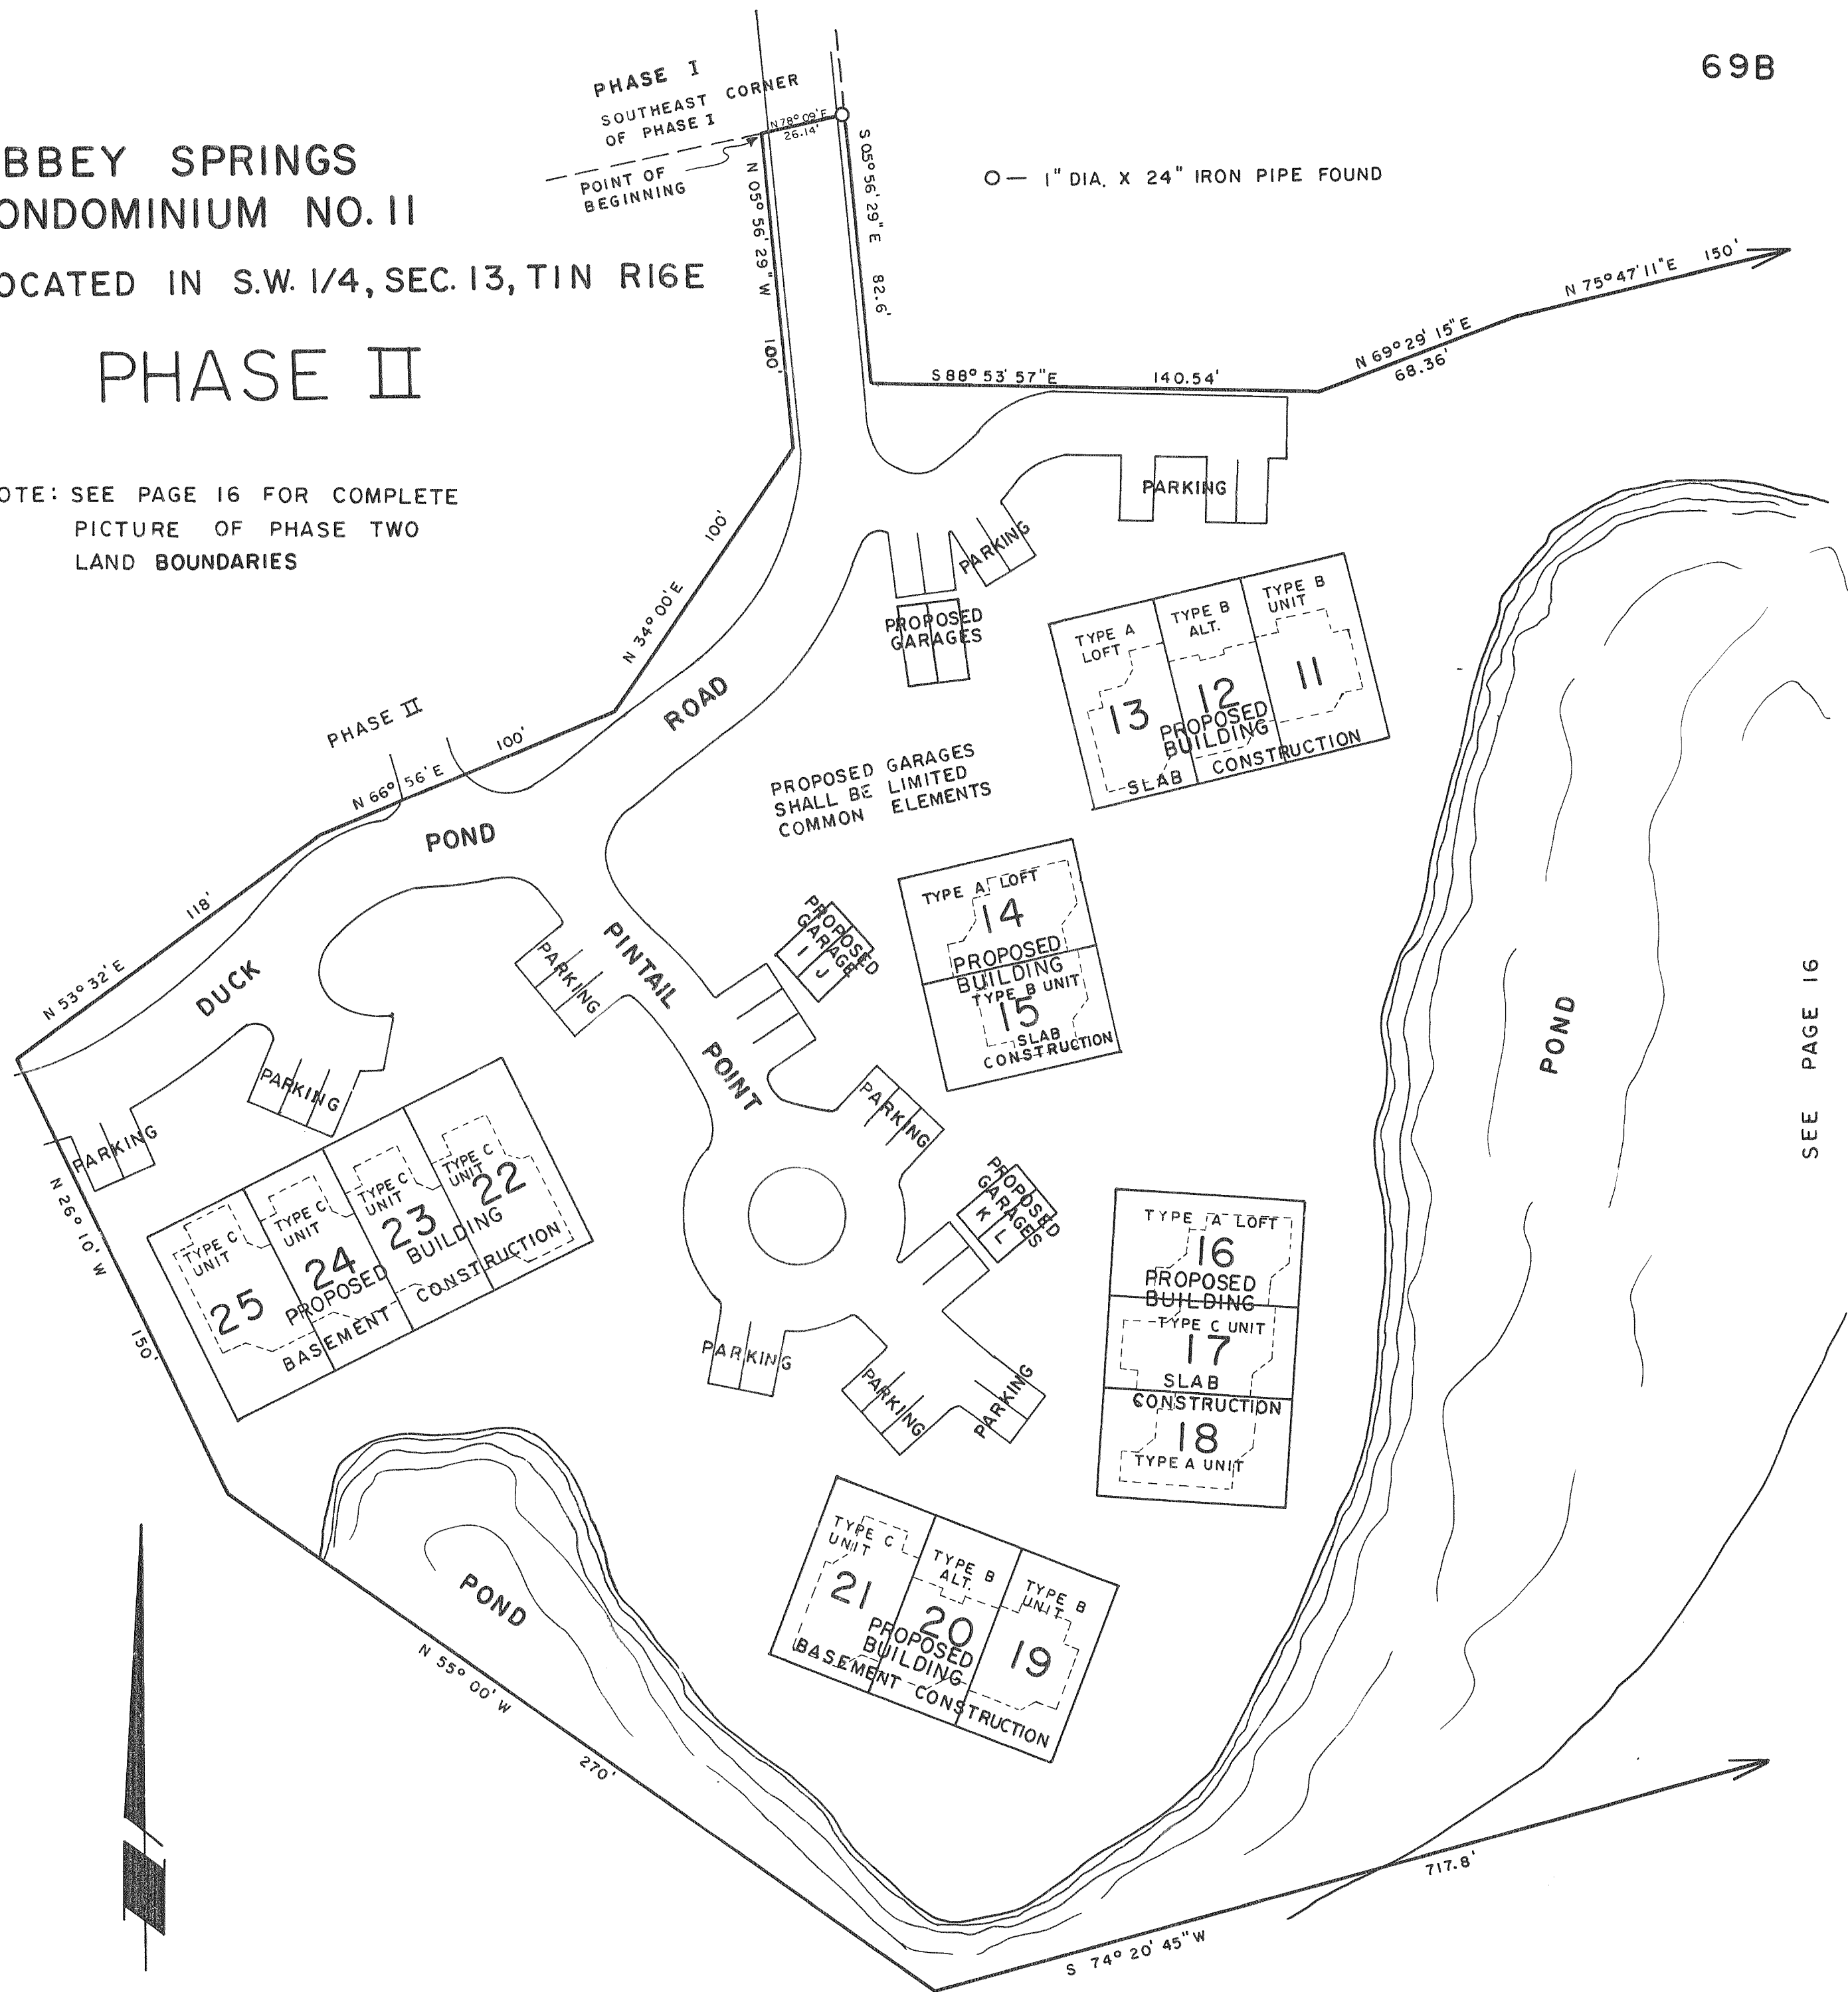 69B
BBEY SPRINGS
ONDOMINIUM NO. 11
OCATED IN S.W. 1/4, SEC. 13, T1N R16E
PHASE II
OTE: SEE PAGE 16 FOR COMPLETE
PICTURE OF PHASE TWO
LAND BOUNDARIES
PHASE I
SOUTHEAST CORNER
OF PHASE I
POINT OF
BEGINNING
N 78° 09' E
26.14'
N 05° 56' 29" W
100'
S 05° 56' 29" E
82.6'
O— 1" DIA. X 24" IRON PIPE FOUND
S 88° 53' 57" E 140.54'
N 69° 29' 15" E
68.36'
N 75° 47' 11" E 150'
PARKING
PARKING
PROPOSED
GARAGES
N 34° 00' E
100'
PHASE II
N 66° 56' E
100'
N 53° 32' E
118'
ROAD
POND
DUCK
PROPOSED GARAGES
SHALL BE LIMITED
COMMON ELEMENTS
TYPE A
LOFT
13
TYPE B
ALT.
12
TYPE B
UNIT
11
PROPOSED
BUILDING
SLAB CONSTRUCTION
TYPE A LOFT
14
PROPOSED
BUILDING
TYPE B UNIT
15
SLAB
CONSTRUCTION
PROPOSED
GARAGE
I J
PARKING
PINTAIL
POINT
PARKING
PARKING
PARKING
PROPOSED
GARAGES
K L
TYPE C
UNIT
22
TYPE C
UNIT
23
TYPE C
UNIT
24
TYPE C
UNIT
25
PROPOSED BUILDING
BASEMENT CONSTRUCTION
N 26° 10' W
150'
TYPE A LOFT
16
PROPOSED
BUILDING
TYPE C UNIT
17
SLAB
CONSTRUCTION
18
TYPE A UNIT
PARKING
PARKING
PARKING
TYPE C
UNIT
21
TYPE B
ALT.
20
TYPE B
UNIT
19
PROPOSED
BUILDING
BASEMENT CONSTRUCTION
POND
POND
SEE PAGE 16
N 55° 00' W
270'
S 74° 20' 45" W
717.8'